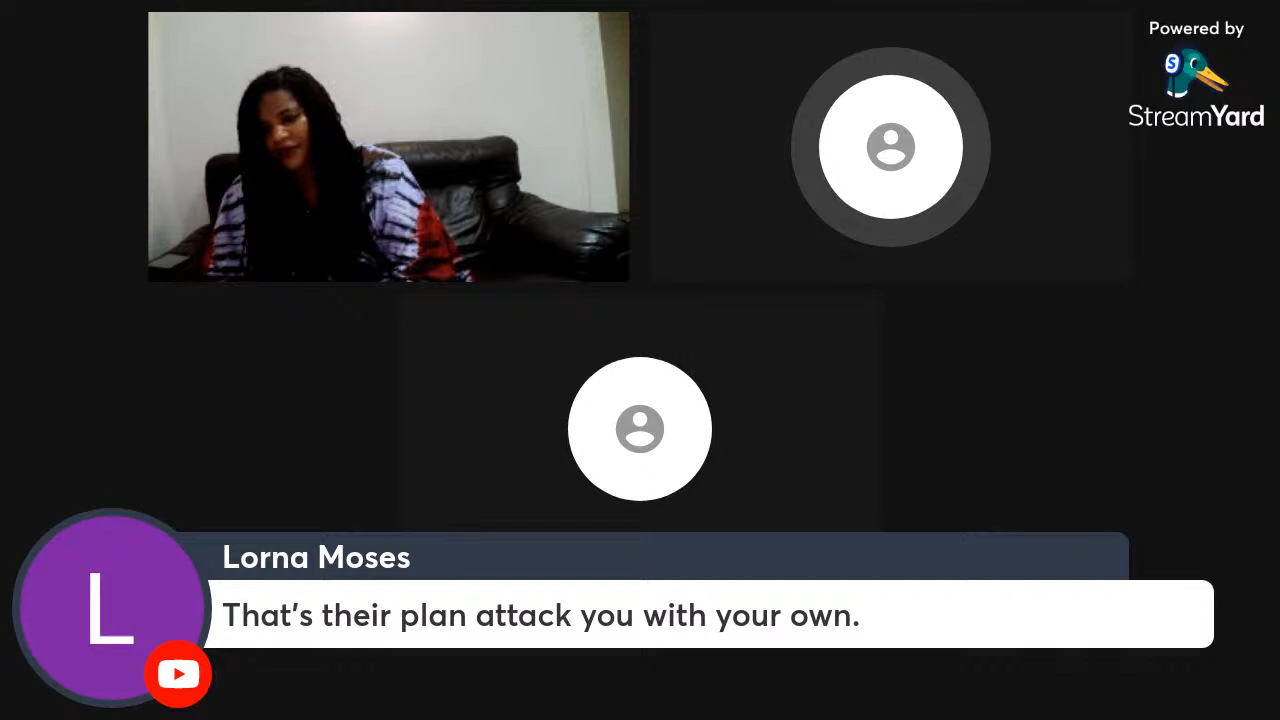 Powered by
S
StreamYard
L
Lorna Moses
That's their plan attack you with your own.